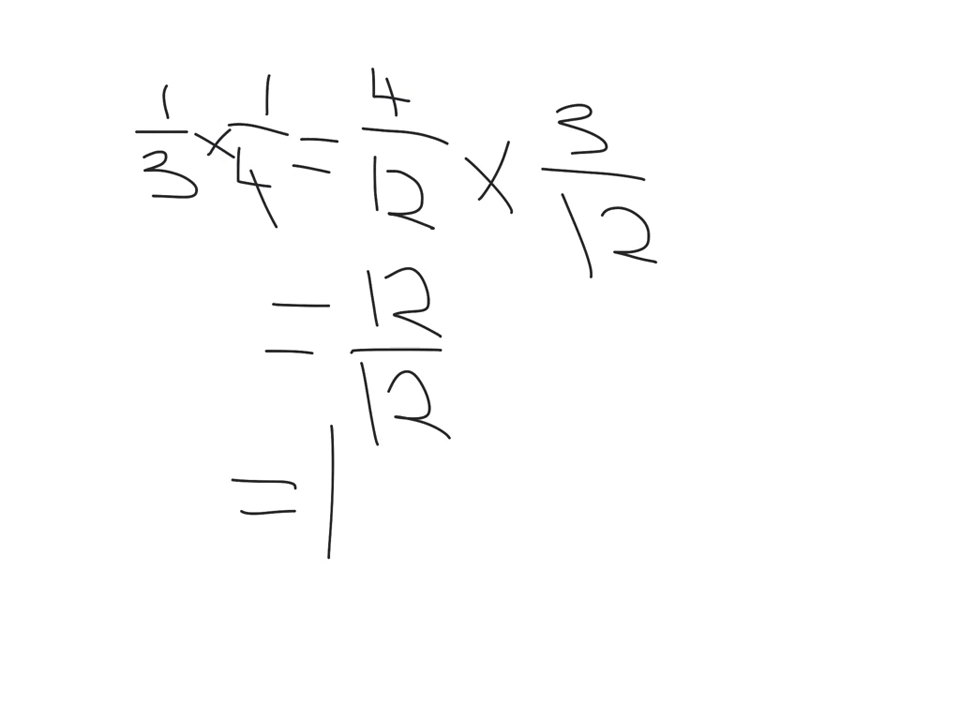 1/3 × 1/4 = 4/12 × 3/12
= 12/12
= 1